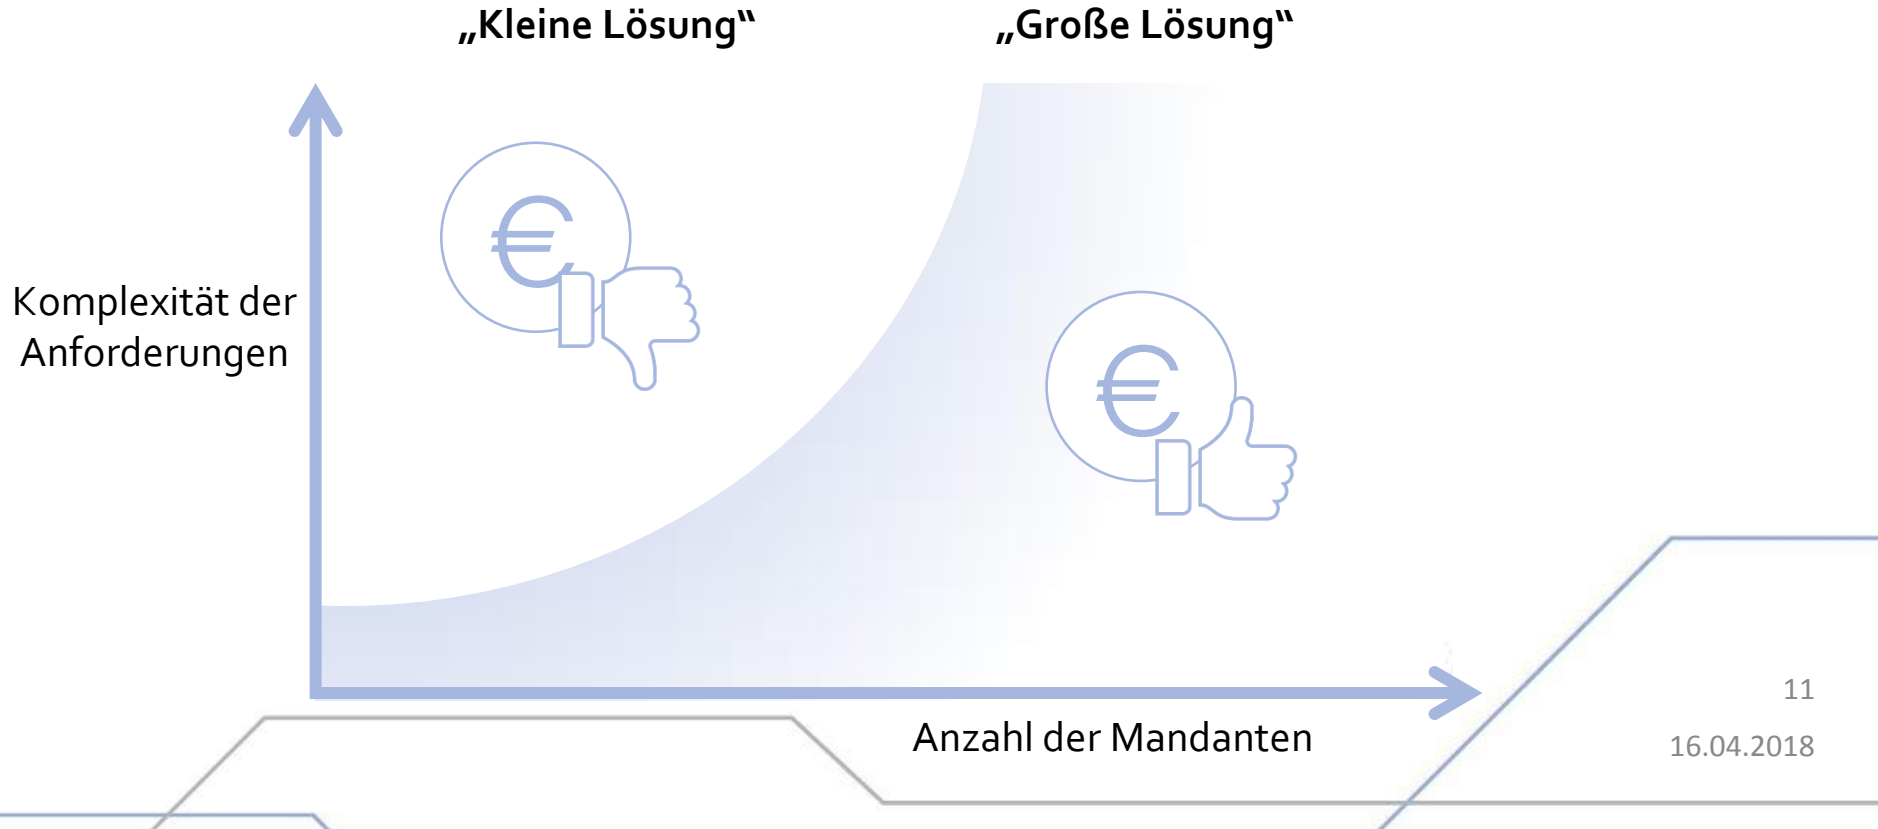 „Kleine Lösung“
„Große Lösung“
€
Komplexität der
Anforderungen
€
11
Anzahl der Mandanten
16.04.2018